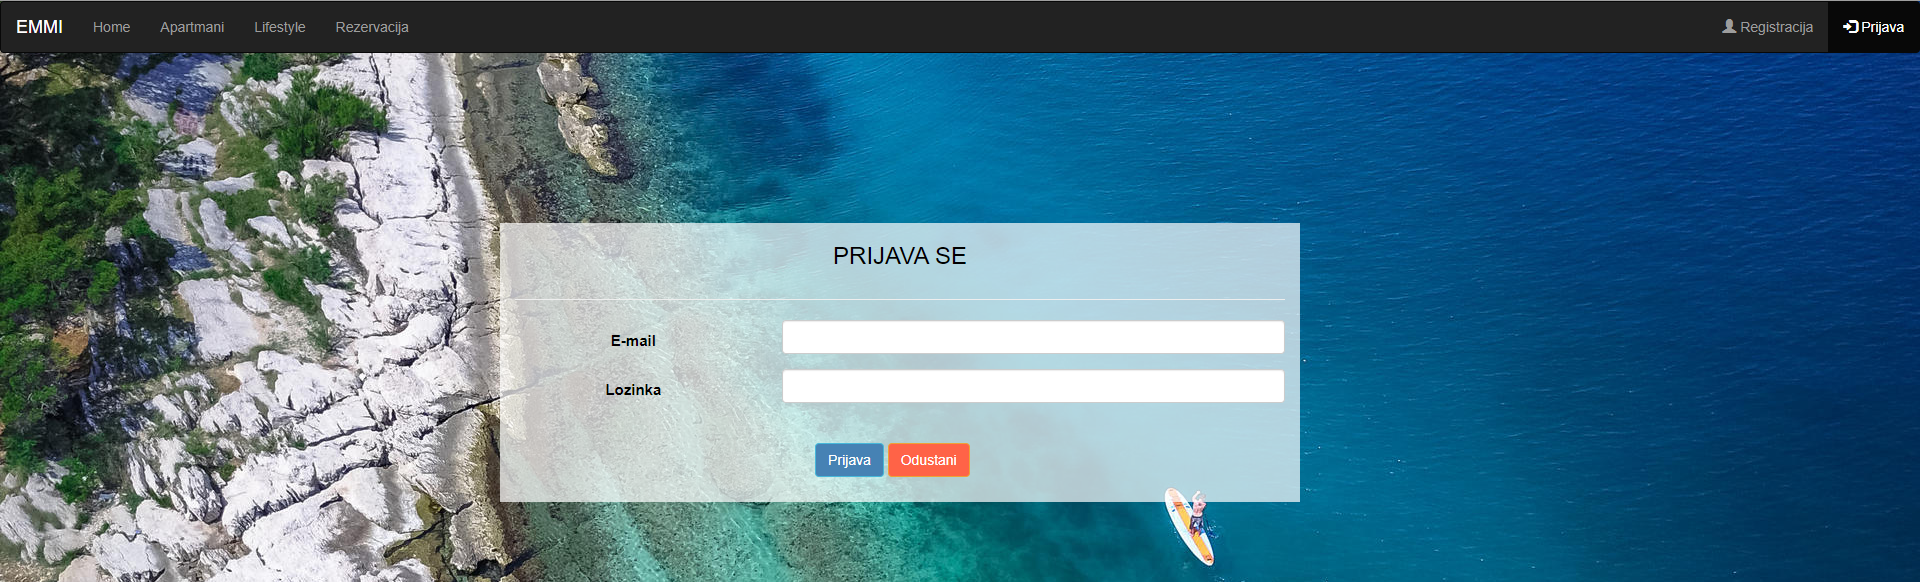 EMMI Home Apartmani Lifestyle Rezervacija Registracija Prijava
PRIJAVA SE
E-mail
Lozinka
Prijava Odustani